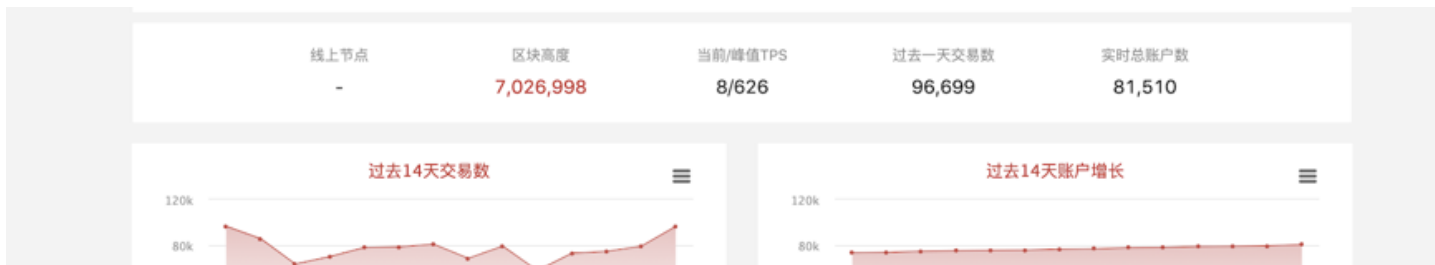 线上节点 区块高度 当前/峰值TPS 过去一天交易数 实时总账户数
- 7,026,998 8/626 96,699 81,510
过去14天交易数
120k
80k
过去14天账户增长
120k
80k